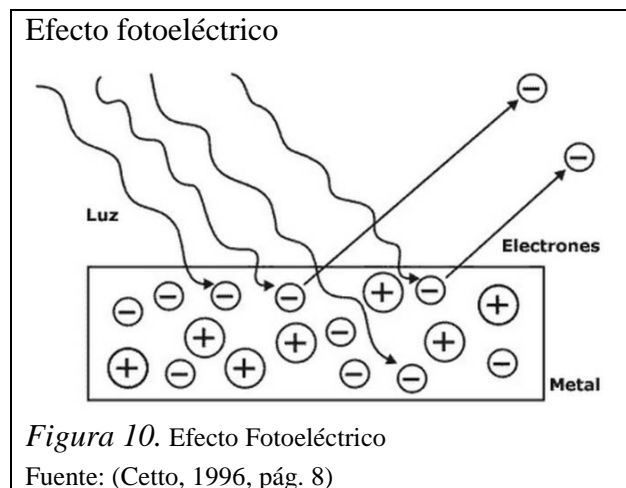 Efecto fotoeléctrico
Luz
Electrones
Metal
Figura 10. Efecto Fotoeléctrico
Fuente: (Cetto, 1996, pág. 8)